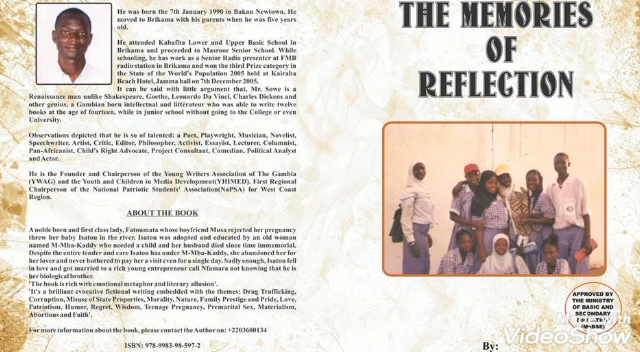 He was born the 7th January 1990 in Bakau Newtown. He
moved to Brikama with his parents when he was five years
old.
He attended Kabafita Lower and Upper Basic School in
Brikama and proceeded to Masroor Senior School. While
schooling, he has work as a Senior Radio presenter at FMB
radio station in Brikama and won the third Prize category in
the State of the World's Population 2005 held at Kairaba
Beach Hotel, Jamma hall on 7th December 2005.
It can be said with little argument that, Mr. Sowe is a
Renaissance man unlike Shakespeare, Goethe, Leonardo Da Vinci, Charles Dickens and
other genius, a Gambian born intellectual and littérateur who was able to write twelve
books at the age of fourteen, while in junior school without going to the College or even
University.
Observations depicted that he is so of talented: a Poet, Playwright, Musician, Novelist,
Speechwriter, Artist, Critic, Editor, Philosopher, Activist, Essayist, Lecturer, Columnist,
Pan-Africanist, Child's Right Advocate, Project Consultant, Comedian, Political Analyst
and Actor.
He is the Founder and Chairperson of the Young Writers Association of The Gambia
(YWAG) and the Youth and Children in Media Development(YHIMED). First Regional
Chairperson of the National Patriotic Students' Association(NaPSA) for West Coast
Region.
ABOUT THE BOOK
A noble born and first class lady, Fatoumata whose boyfriend Musa rejected her pregnancy
threw her baby Isatou in the river. Isatou was adopted and educated by an old woman
named M-Mba-Kaddy who needed a child and her husband died since time immemorial.
Despite the entire tender and care Isatou has under M-Mba-Kaddy, she abandoned her for
her lover and never bothered to pay her a visit even for a single day. Sadly enough, Isatou fell
in love and got married to a rich young entrepreneur call Nfamara not knowing that he is
her biological brother.
'The book is rich with emotional metaphor and literary allusion'.
'It's a brilliant evocative fictional writing embedded with the themes: Drug Trafficking,
Corruption, Misuse of State Properties, Morality, Nature, Family Prestige and Pride, Love,
Patriotism, Humor, Regret, Wisdom, Teenage Pregnancy, Premarital Sex, Materialism,
Abortions and Faith'.
For more information about the book, please contact the Author on: +2203600134
ISBN: 978-9983-98-597-2
THE MEMORIES
OF
REFLECTION
APPROVED BY
THE MINISTRY
OF BASIC AND
SECONDARY
By:
VideoShow